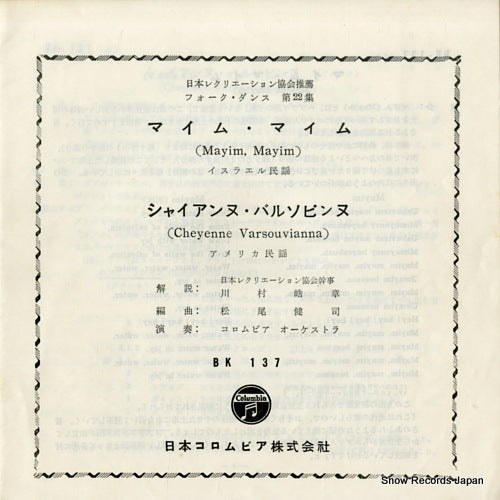 日本レクリエーション協会推薦
フォーク・ダンス 第22集
マイム・マイム
(Mayim, Mayim)
イスラエル民謡
シャイアンヌ・バルソビンヌ
(Cheyenne Varsouvianna)
アメリカ民謡
日本レクリエーション協会幹事
解説: 川村皓章
編曲: 松尾健司
演奏: コロムビア オーケストラ
BK 137
Columbia
日本コロムビア株式会社
Snow Records Japan